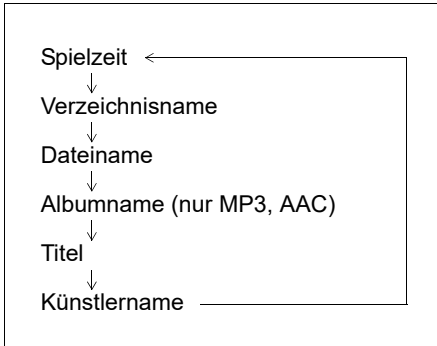 Spielzeit
Verzeichnisname
Dateiname
Albumname (nur MP3, AAC)
Titel
Künstlername